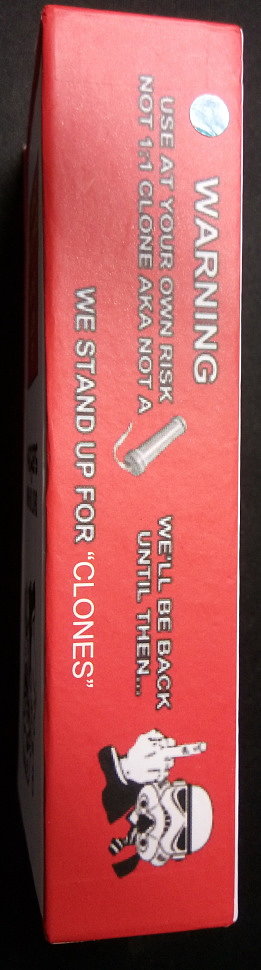 WARNING
USE AT YOUR OWN RISK
NOT 1:1 CLONE AKA NOT A
WE'LL BE BACK
UNTIL THEN...
WE STAND UP FOR "CLONES"